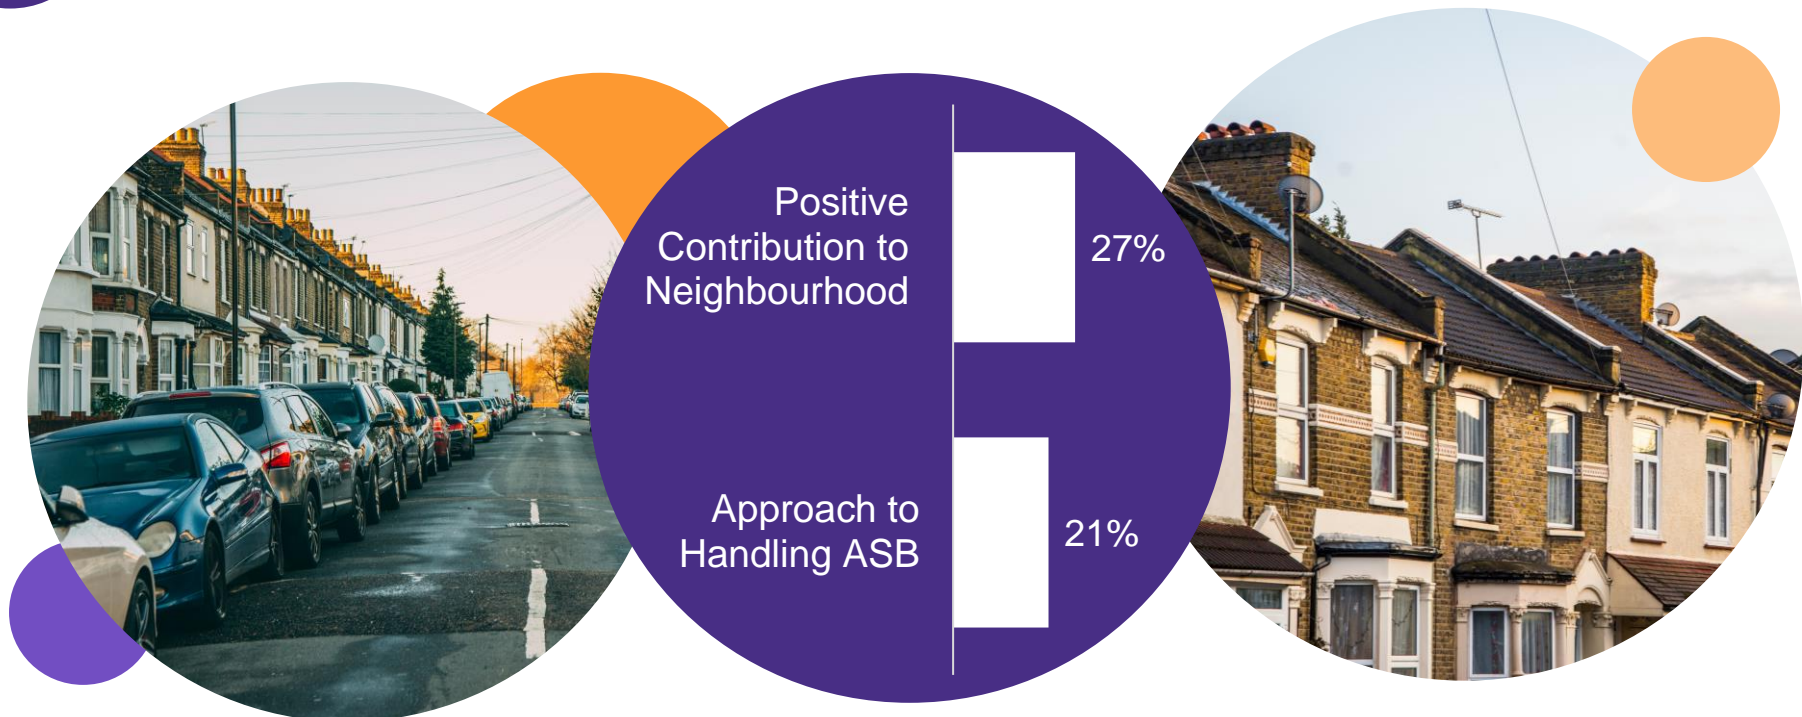 Positive
Contribution to
Neighbourhood
27%
Approach to
Handling ASB
21%